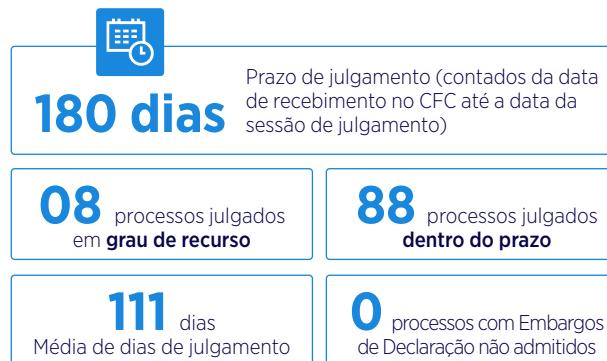 180 dias
Prazo de julgamento (contados da data
de recebimento no CFC até a data da
sessão de julgamento)
08 processos julgados
em grau de recurso
88 processos julgados
dentro do prazo
111 dias
Média de dias de julgamento
0 processos com Embargos
de Declaração não admitidos